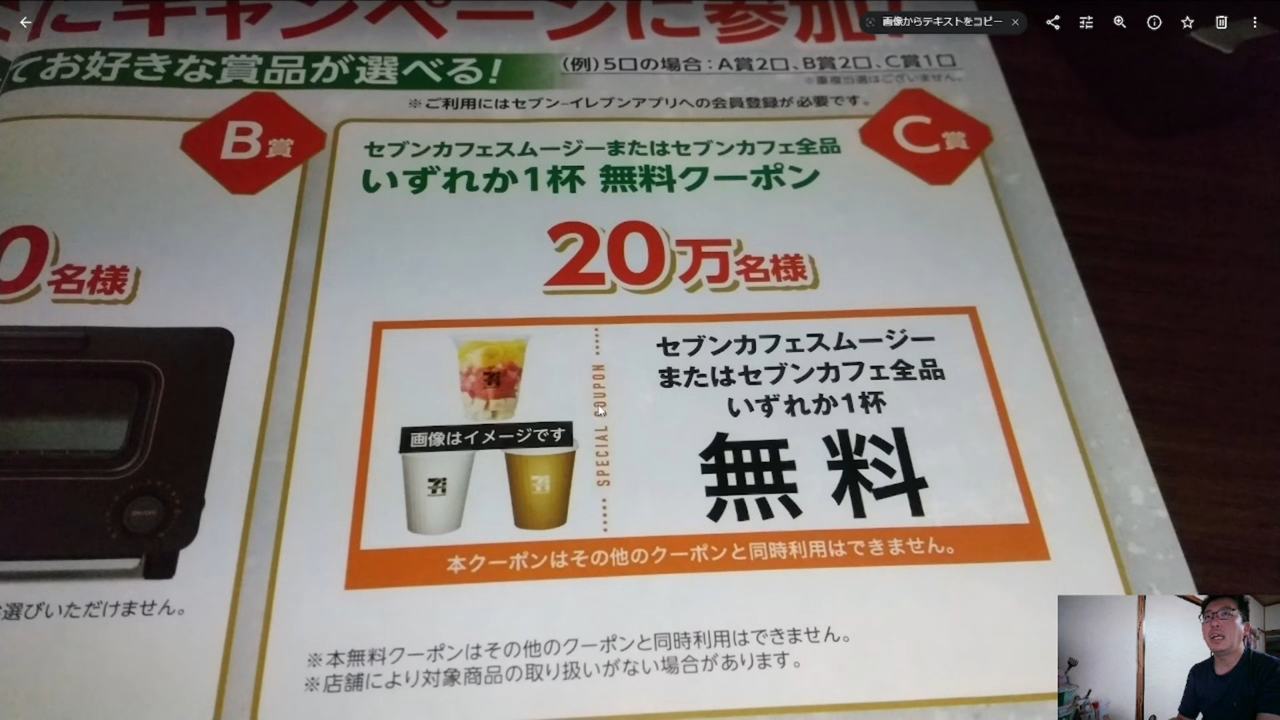 画像からテキストをコピー
たキャンペーンに参加!
てお好きな賞品が選べる!
(例)5口の場合:A賞2口、B賞2口、C賞1口
※重複当選はございません。
※ご利用にはセブン-イレブンアプリへの会員登録が必要です。
B賞
C賞
セブンカフェスムージーまたはセブンカフェ全品
いずれか1杯 無料クーポン
0名様
20万名様
セブンカフェスムージー
またはセブンカフェ全品
いずれか1杯
無料
画像はイメージです
SPECIAL COUPON
本クーポンはその他のクーポンと同時利用はできません。
選びいただけません。
※本無料クーポンはその他のクーポンと同時利用はできません。
※店舗により対象商品の取り扱いがない場合があります。